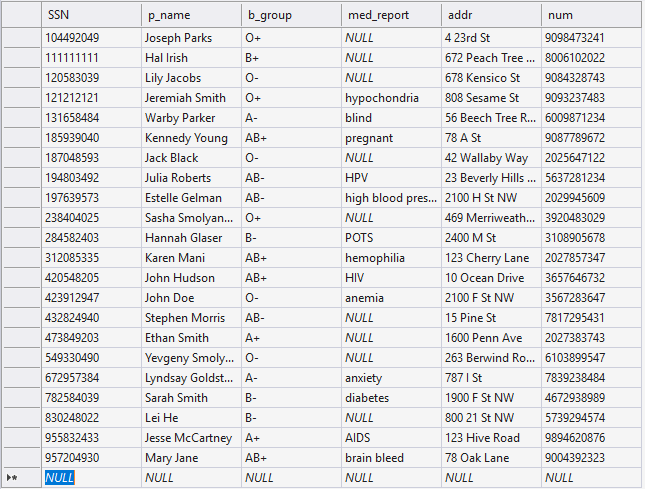 SSN p_name b_group med_report addr num
104492049 Joseph Parks O+ NULL 4 23rd St 9098473241
111111111 Hal Irish B+ NULL 672 Peach Tree ... 8006102022
120583039 Lily Jacobs O- NULL 678 Kensico St 9084328743
121212121 Jeremiah Smith O+ hypochondria 808 Sesame St 9093237483
131658484 Warby Parker A- blind 56 Beech Tree R... 6009871234
185939040 Kennedy Young AB+ pregnant 78 A St 9087789672
187048593 Jack Black O- NULL 42 Wallaby Way 2025647122
194803492 Julia Roberts AB- HPV 23 Beverly Hills ... 5637281234
197639573 Estelle Gelman AB- high blood pres... 2100 H St NW 2029945609
238404025 Sasha Smolyan... O+ NULL 469 Merriweath... 3920483029
284582403 Hannah Glaser B- POTS 2400 M St 3108905678
312085335 Karen Mani AB+ hemophilia 123 Cherry Lane 2027857347
420548205 John Hudson AB+ HIV 10 Ocean Drive 3657646732
423912947 John Doe O- anemia 2100 F St NW 3567283647
432824940 Stephen Morris AB- NULL 15 Pine St 7817295431
473849203 Ethan Smith A+ NULL 1600 Penn Ave 2027383743
549330490 Yevgeny Smoly... O- NULL 263 Berwind Ro... 6103899547
672957384 Lyndsay Goldst... A- anxiety 787 I St 7839238484
782584039 Sarah Smith B- diabetes 1900 F St NW 4672938989
830248022 Lei He B- NULL 800 21 St NW 5739294574
955832433 Jesse McCartney A+ AIDS 123 Hive Road 9894620876
957204930 Mary Jane AB+ brain bleed 78 Oak Lane 9004392323
NULL NULL NULL NULL NULL NULL